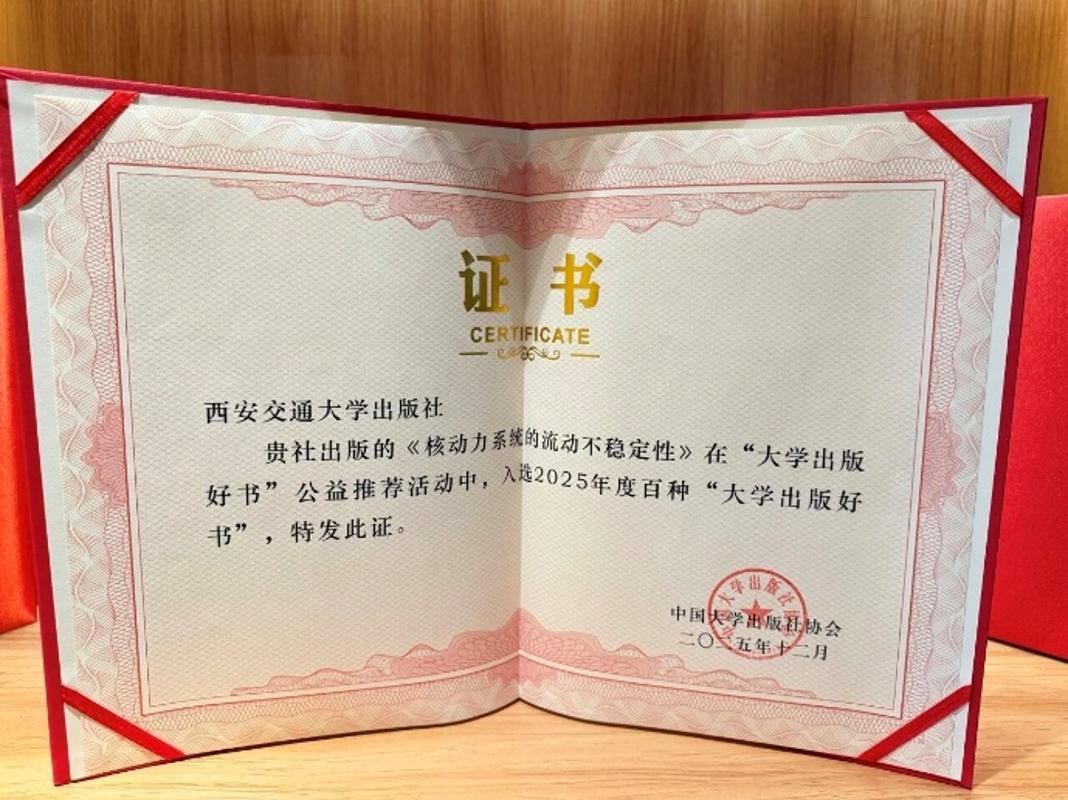 证书
CERTIFICATE
西安交通大学出版社
贵社出版的《核动力系统的流动不稳定性》在“大学出版
好书”公益推荐活动中，入选2025年度百种“大学出版好
书”，特发此证。
中国大学出版社协会
二〇二五年十二月